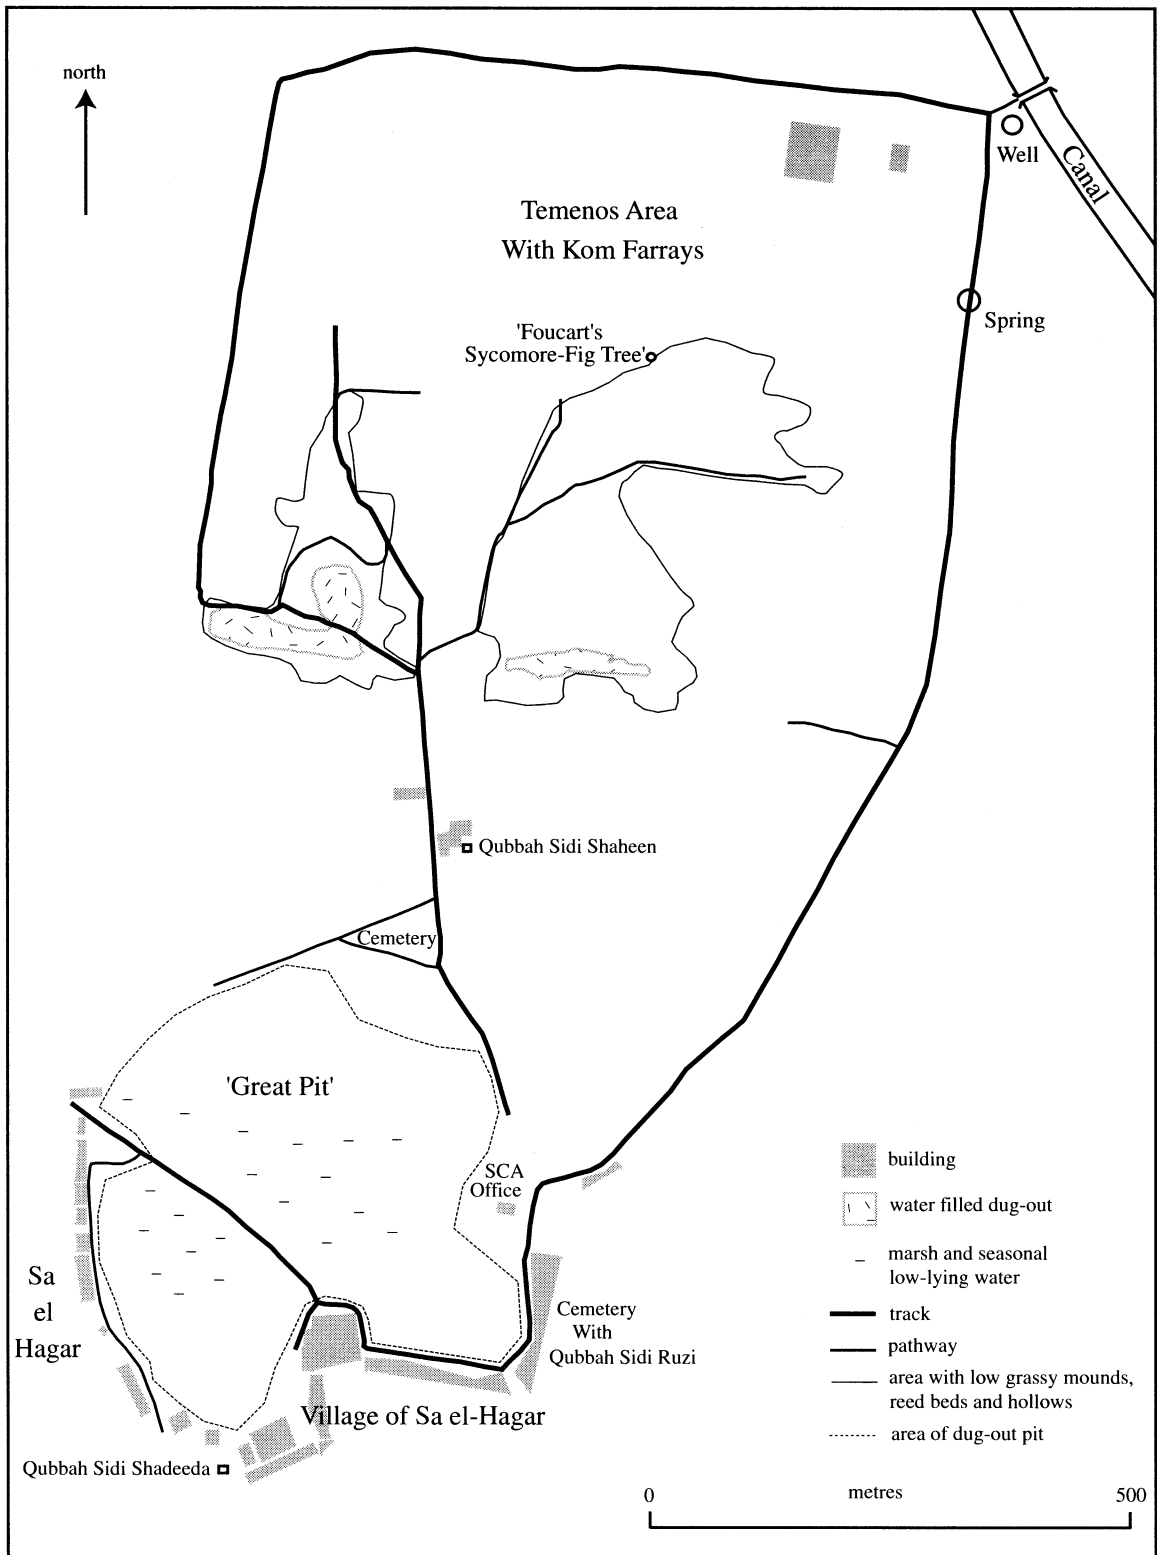 north
Well
Canal
Temenos Area
With Kom Farrays
Spring
'Foucart's
Sycomore-Fig Tree'
Qubbah Sidi Shaheen
Cemetery
'Great Pit'
SCA
Office
Sa
el
Hagar
Cemetery
With
Qubbah Sidi Ruzi
Village of Sa el-Hagar
Qubbah Sidi Shadeeda
building
water filled dug-out
marsh and seasonal
low-lying water
track
pathway
area with low grassy mounds,
reed beds and hollows
area of dug-out pit
0 metres 500